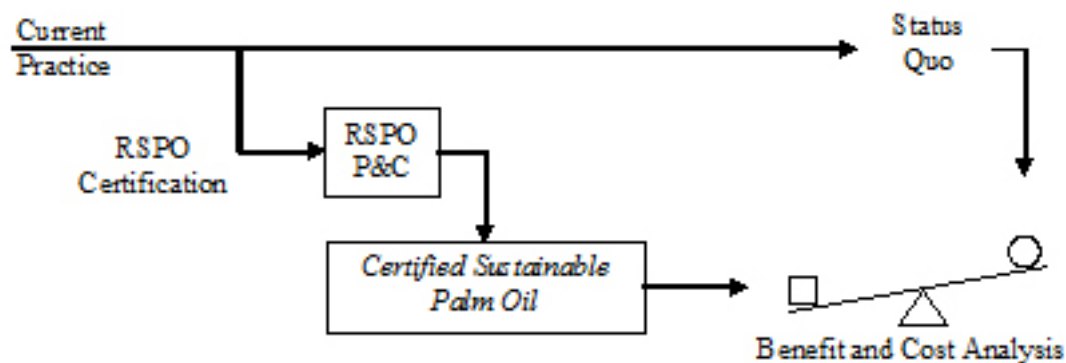 Current
Practice
Status
Quo
RSPO
Certification
RSPO
P&C
Certified Sustainable
Palm Oil
Benefit and Cost Analysis